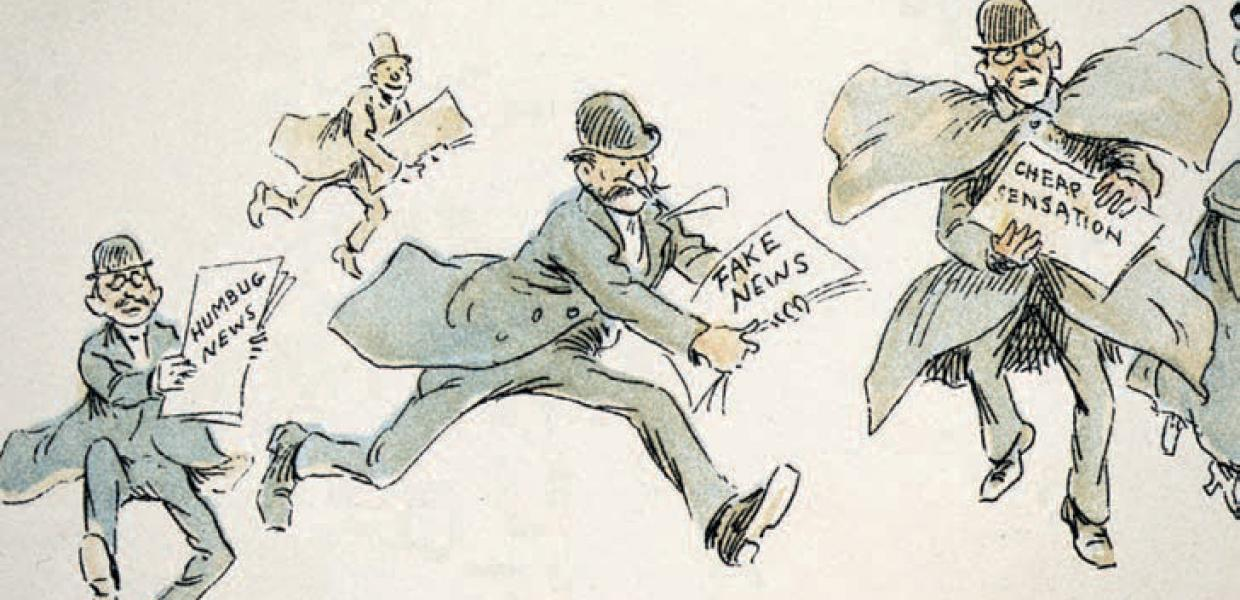 HUMBUG
NEWS
FAKE
NEWS
CHEAP
SENSATION